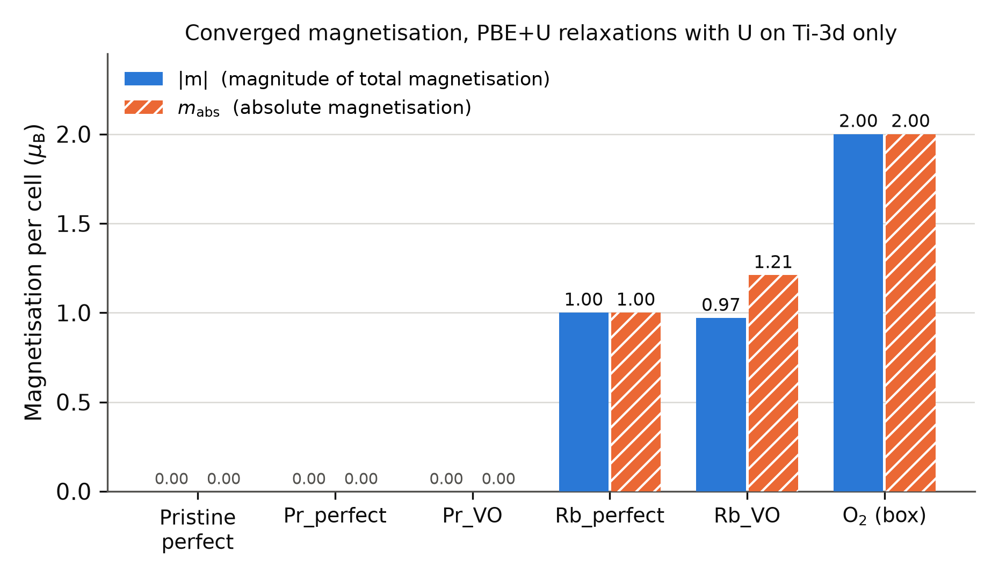 Converged magnetisation, PBE+U relaxations with U on Ti-3d only
|m| (magnitude of total magnetisation)
m_abs (absolute magnetisation)
Magnetisation per cell (μ_B)
2.0
1.5
1.0
0.5
0.0
0.00 0.00
0.00 0.00
0.00 0.00
1.00 1.00
0.97 1.21
2.00 2.00
Pristine
perfect
Pr_perfect
Pr_VO
Rb_perfect
Rb_VO
O₂ (box)